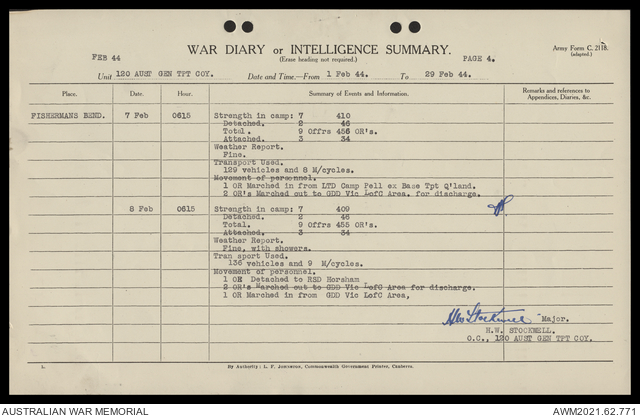 WAR DIARY or INTELLIGENCE SUMMARY.
Army Form C. 2118.
(adapted.)
FEB 44
(Erase heading not required.)
PAGE 4.
Unit 120 AUST GEN TPT COY. Date and Time.—From 1 Feb 44. To 29 Feb 44.
Place. Date. Hour. Summary of Events and Information. Remarks and references to Appendices, Diaries, &c.
FISHERMANS BEND. 7 Feb 0615 Strength in camp: 7 410
Detached. 2 46
Total. 9 Offrs 456 OR's.
Attached. 3 34
Weather Report.
Fine.
Transport Used.
129 vehicles and 8 M/cycles.
Movement of personnel.
1 OR Marched in from LTD Camp Pell ex Base Tpt Q'land.
2 OR's Marched out to GDD Vic LofC Area. for discharge.
8 Feb 0615 Strength in camp: 7 409
Detached. 2 46
Total. 9 Offrs 455 OR's.
Attached. 3 34
Weather Report.
Fine, with showers.
Tran sport Used.
136 vehicles and 9 M/cycles.
Movement of personnel.
1 OR Detached to RSD Horsham
2 OR's Marched out to GDD Vic LofC Area for discharge.
1 OR Marched in from GDD Vic LofC Area,
Stockwell Major.
H.W. STOCKWELL.
O.C., 120 AUST GEN TPT COY.
By Authority: L. F. Johnston, Commonwealth Government Printer, Canberra.
AUSTRALIAN WAR MEMORIAL
AWM2021.62.771